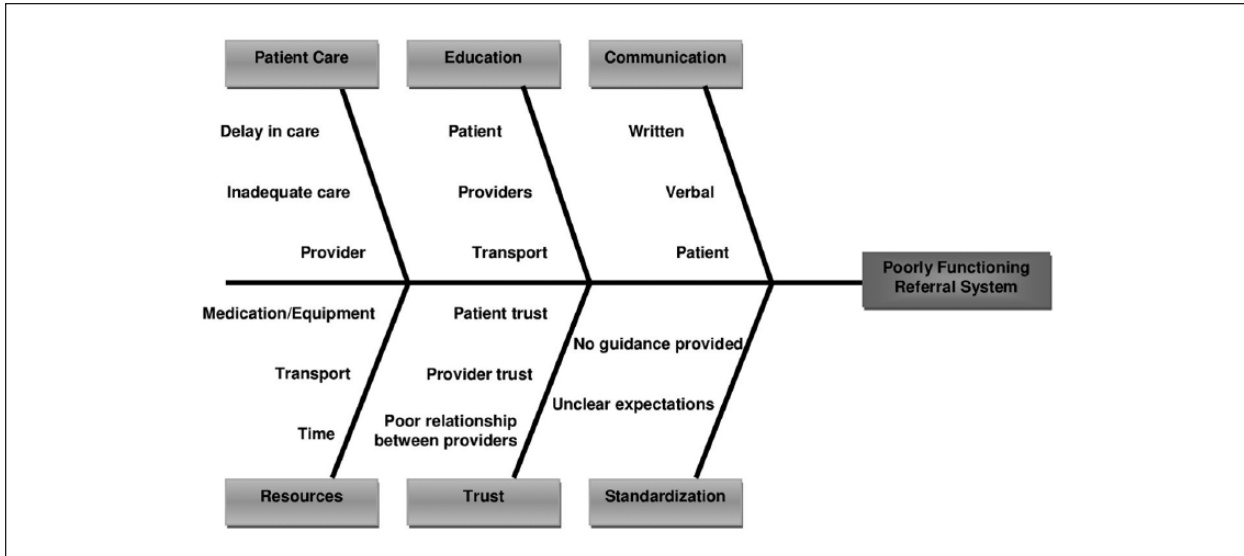 Patient Care
Education
Communication
Delay in care
Patient
Written
Inadequate care
Providers
Verbal
Provider
Transport
Patient
Poorly Functioning
Referral System
Medication/Equipment
Patient trust
No guidance provided
Transport
Provider trust
Unclear expectations
Time
Poor relationship
between providers
Resources
Trust
Standardization